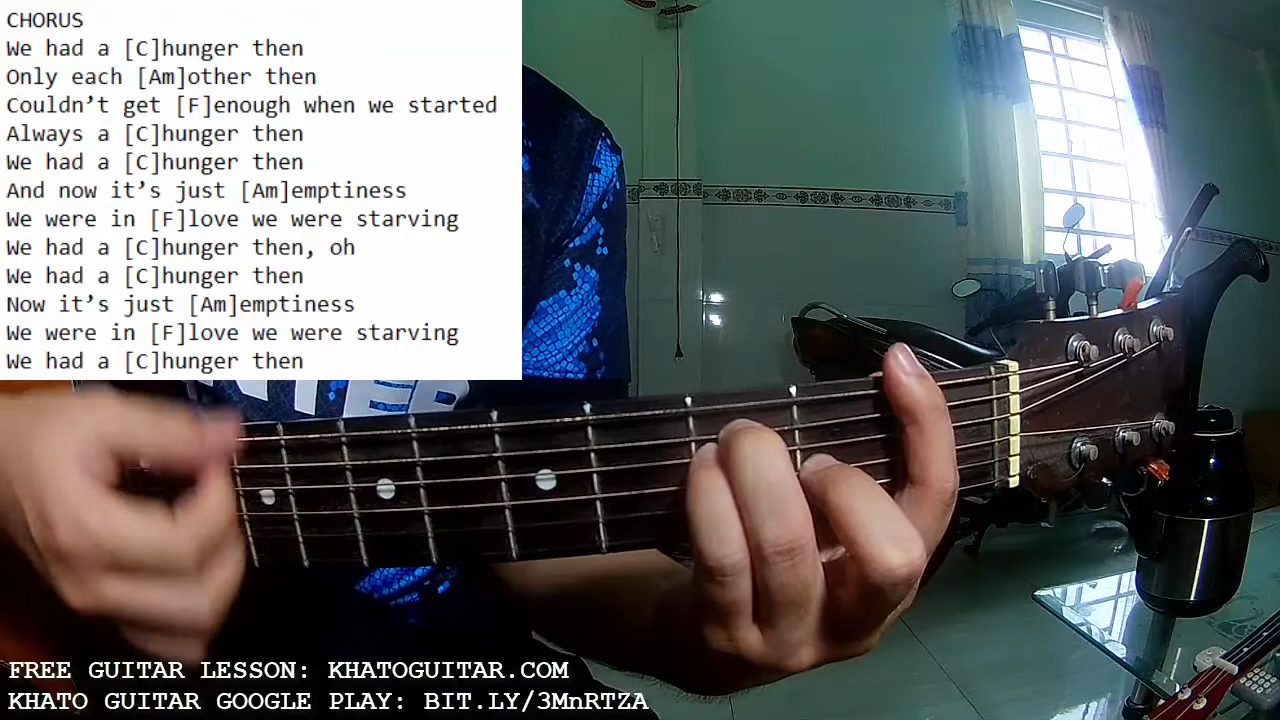 CHORUS
We had a [C]hunger then
Only each [Am]other then
Couldn’t get [F]enough when we started
Always a [C]hunger then
We had a [C]hunger then
And now it’s just [Am]emptiness
We were in [F]love we were starving
We had a [C]hunger then, oh
We had a [C]hunger then
Now it’s just [Am]emptiness
We were in [F]love we were starving
We had a [C]hunger then
FREE GUITAR LESSON: KHATOGUITAR.COM
KHATO GUITAR GOOGLE PLAY: BIT.LY/3MnRTZA